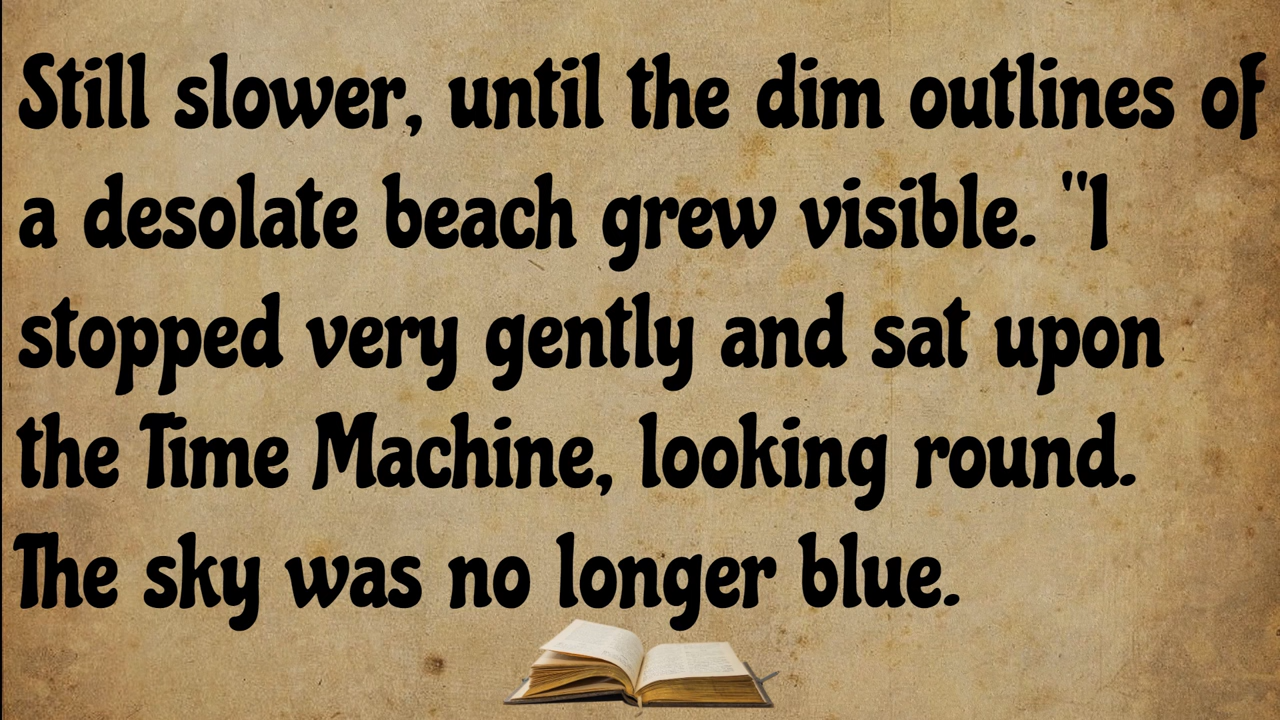 Still slower, until the dim outlines of
a desolate beach grew visible. "I
stopped very gently and sat upon
the Time Machine, looking round.
The sky was no longer blue.